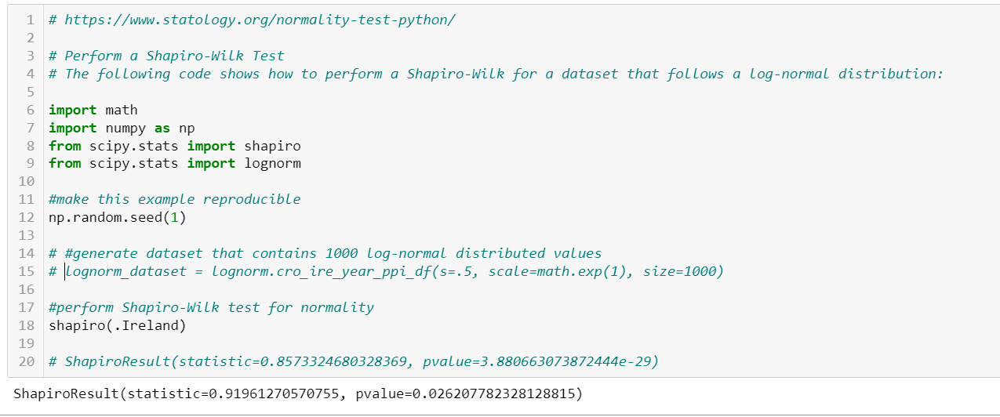 1 # https://www.statology.org/normality-test-python/
2
3 # Perform a Shapiro-Wilk Test
4 # The following code shows how to perform a Shapiro-Wilk for a dataset that follows a log-normal distribution:
5
6 import math
7 import numpy as np
8 from scipy.stats import shapiro
9 from scipy.stats import lognorm
10
11 #make this example reproducible
12 np.random.seed(1)
13
14 # #generate dataset that contains 1000 log-normal distributed values
15 # lognorm_dataset = lognorm.cro_ire_year_ppi_df(s=.5, scale=math.exp(1), size=1000)
16
17 #perform Shapiro-Wilk test for normality
18 shapiro(.Ireland)
19
20 # ShapiroResult(statistic=0.8573324680328369, pvalue=3.880663073872444e-29)
ShapiroResult(statistic=0.91961270570755, pvalue=0.026207782328128815)